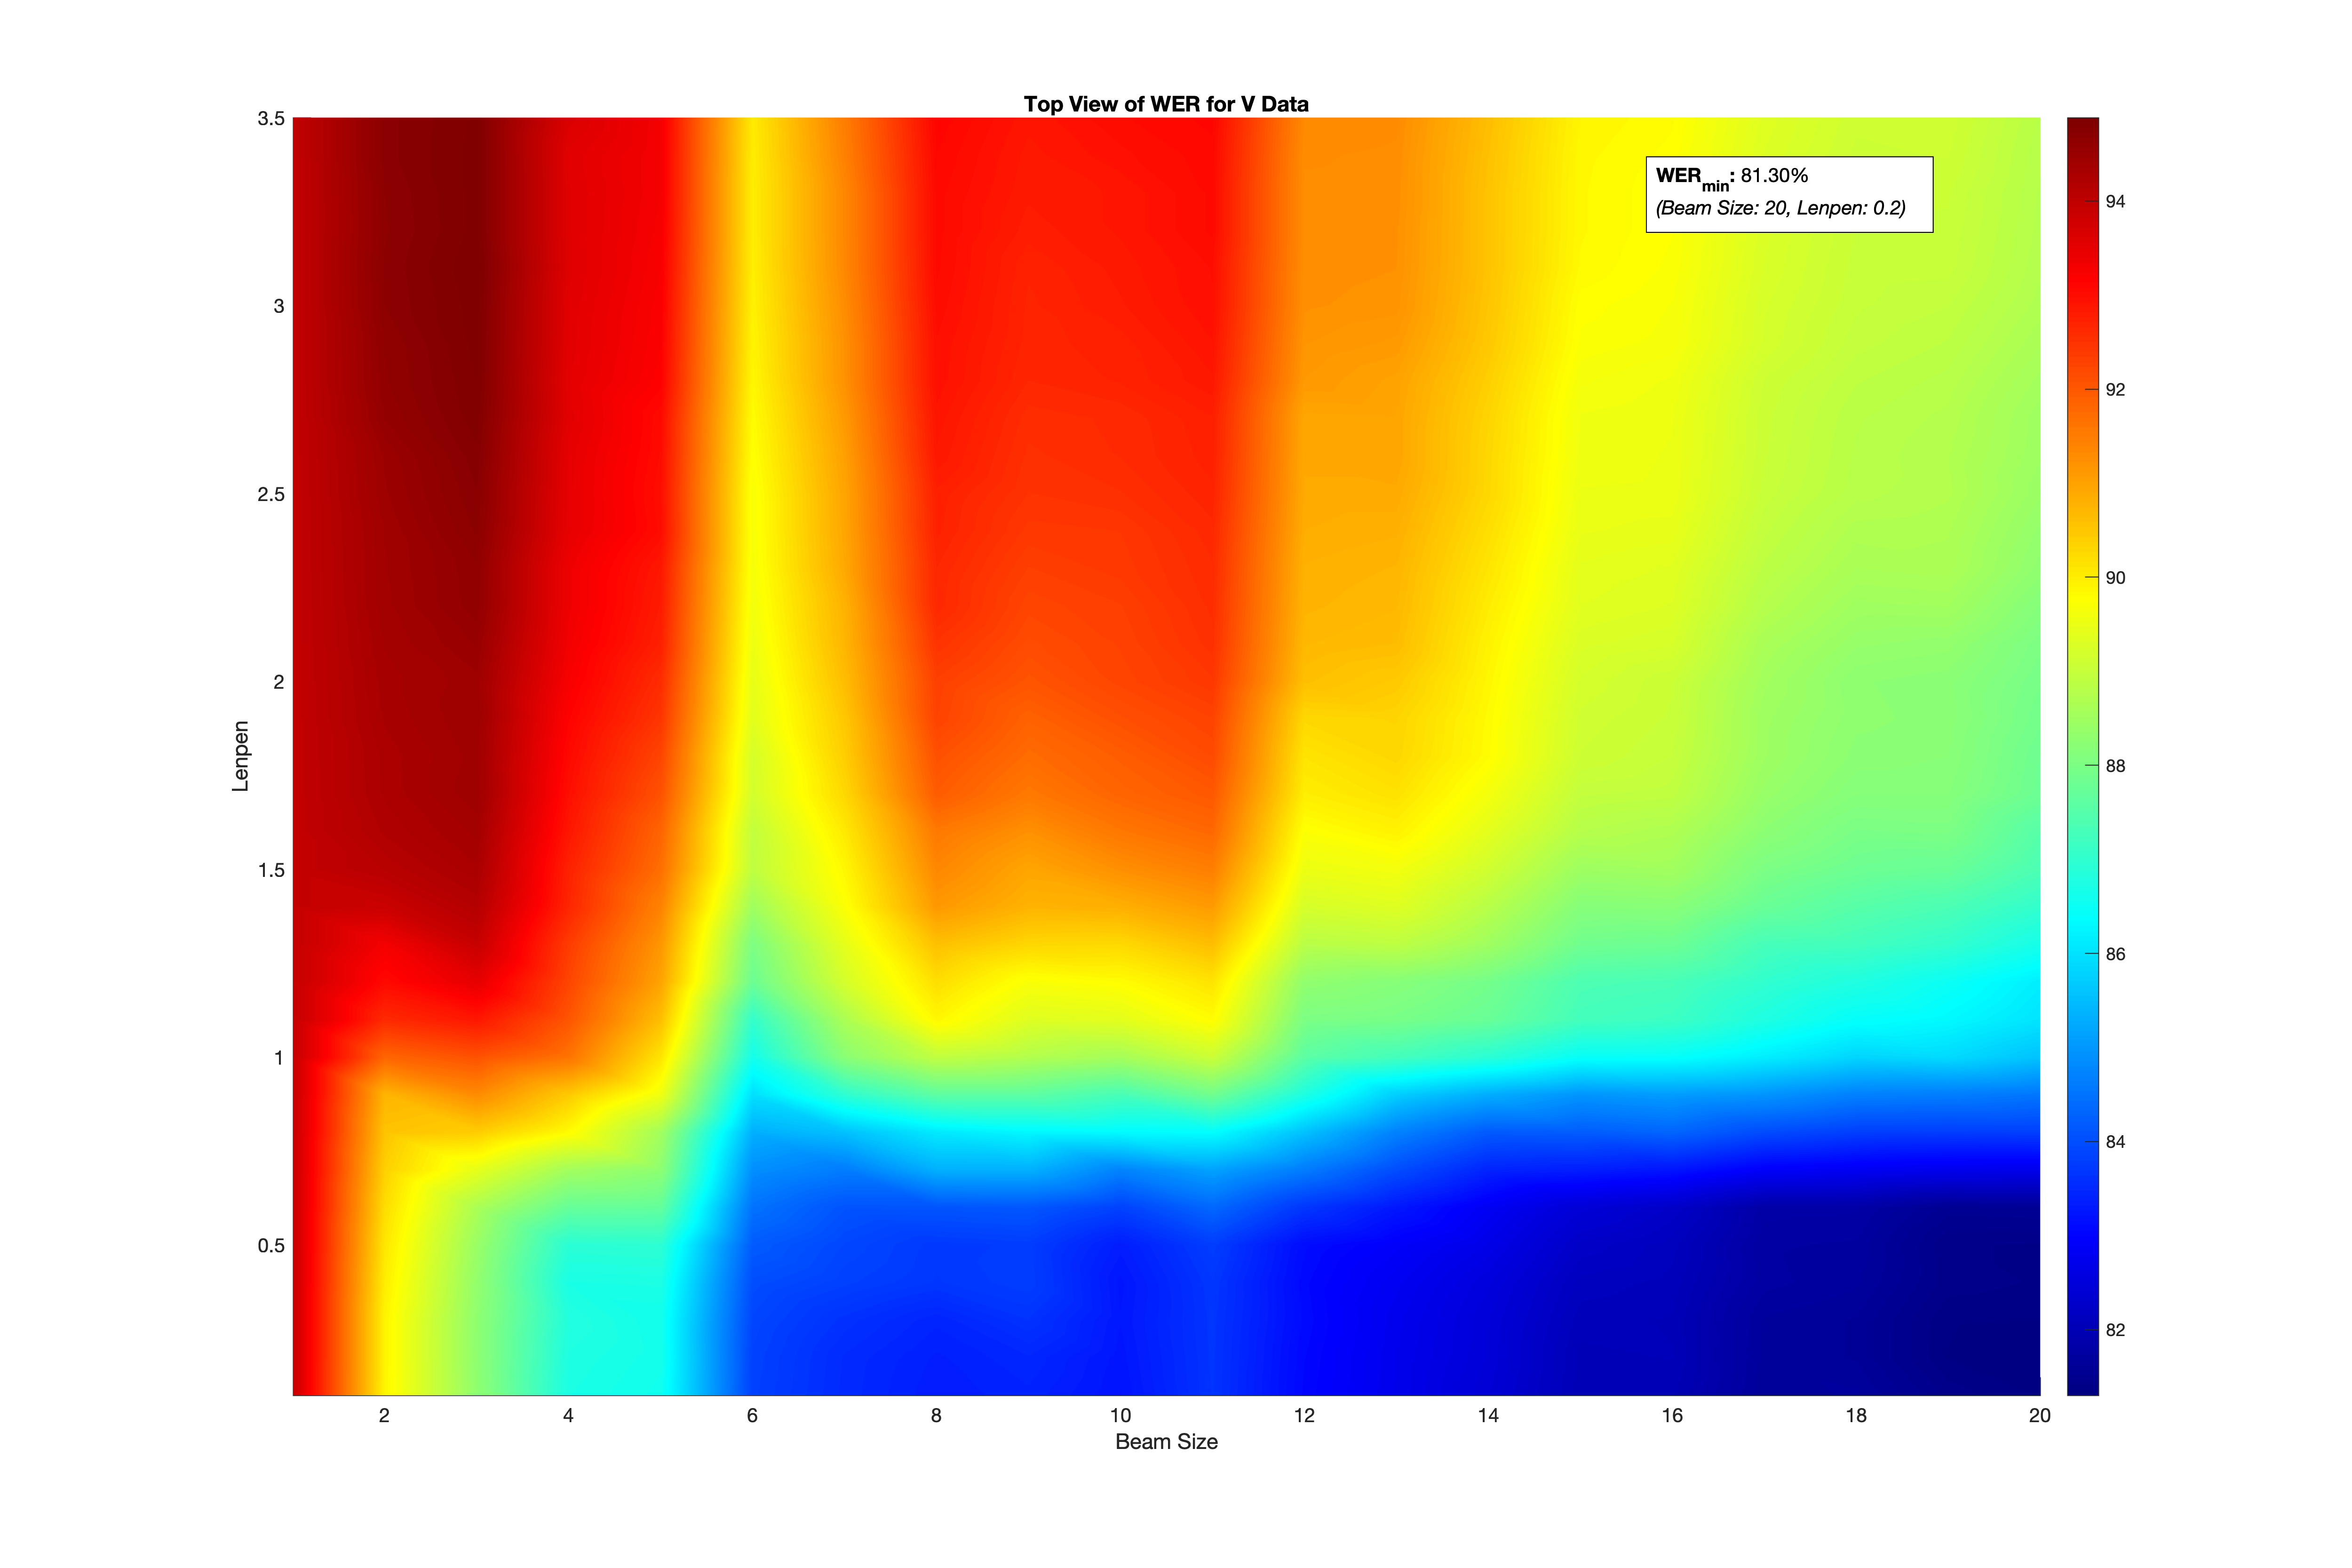 Top View of WER for V Data
3.5
3
2.5
2
1.5
1
0.5
Lenpen
WERmin: 81.30%
(Beam Size: 20, Lenpen: 0.2)
94
92
90
88
86
84
82
2 4 6 8 10 12 14 16 18 20
Beam Size